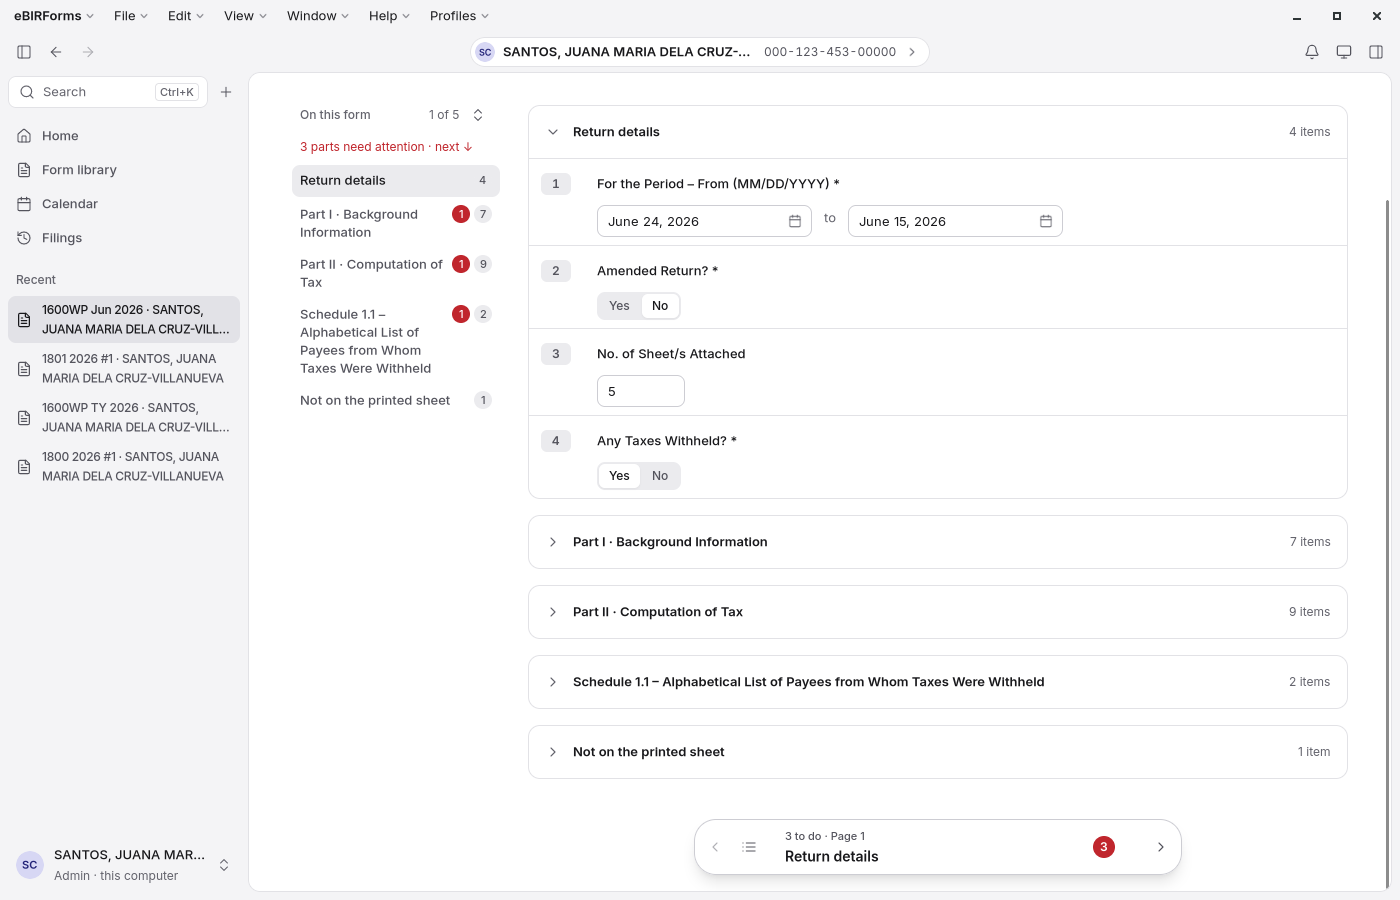 eBIRForms File Edit View Window Help Profiles
SC SANTOS, JUANA MARIA DELA CRUZ-... 000-123-453-00000
Search Ctrl+K
Home
Form library
Calendar
Filings
Recent
1600WP Jun 2026 · SANTOS,
JUANA MARIA DELA CRUZ-VILL...
1801 2026 #1 · SANTOS, JUANA
MARIA DELA CRUZ-VILLANUEVA
1600WP TY 2026 · SANTOS,
JUANA MARIA DELA CRUZ-VILL...
1800 2026 #1 · SANTOS, JUANA
MARIA DELA CRUZ-VILLANUEVA
SC SANTOS, JUANA MAR...
Admin · this computer
On this form 1 of 5
3 parts need attention · next ↓
Return details 4
Part I · Background 1 7
Information
Part II · Computation of 1 9
Tax
Schedule 1.1 – 1 2
Alphabetical List of
Payees from Whom
Taxes Were Withheld
Not on the printed sheet 1
Return details 4 items
1 For the Period – From (MM/DD/YYYY) *
June 24, 2026 to June 15, 2026
2 Amended Return? *
Yes No
3 No. of Sheet/s Attached
5
4 Any Taxes Withheld? *
Yes No
Part I · Background Information 7 items
Part II · Computation of Tax 9 items
Schedule 1.1 – Alphabetical List of Payees from Whom Taxes Were Withheld 2 items
Not on the printed sheet 1 item
3 to do · Page 1
Return details 3